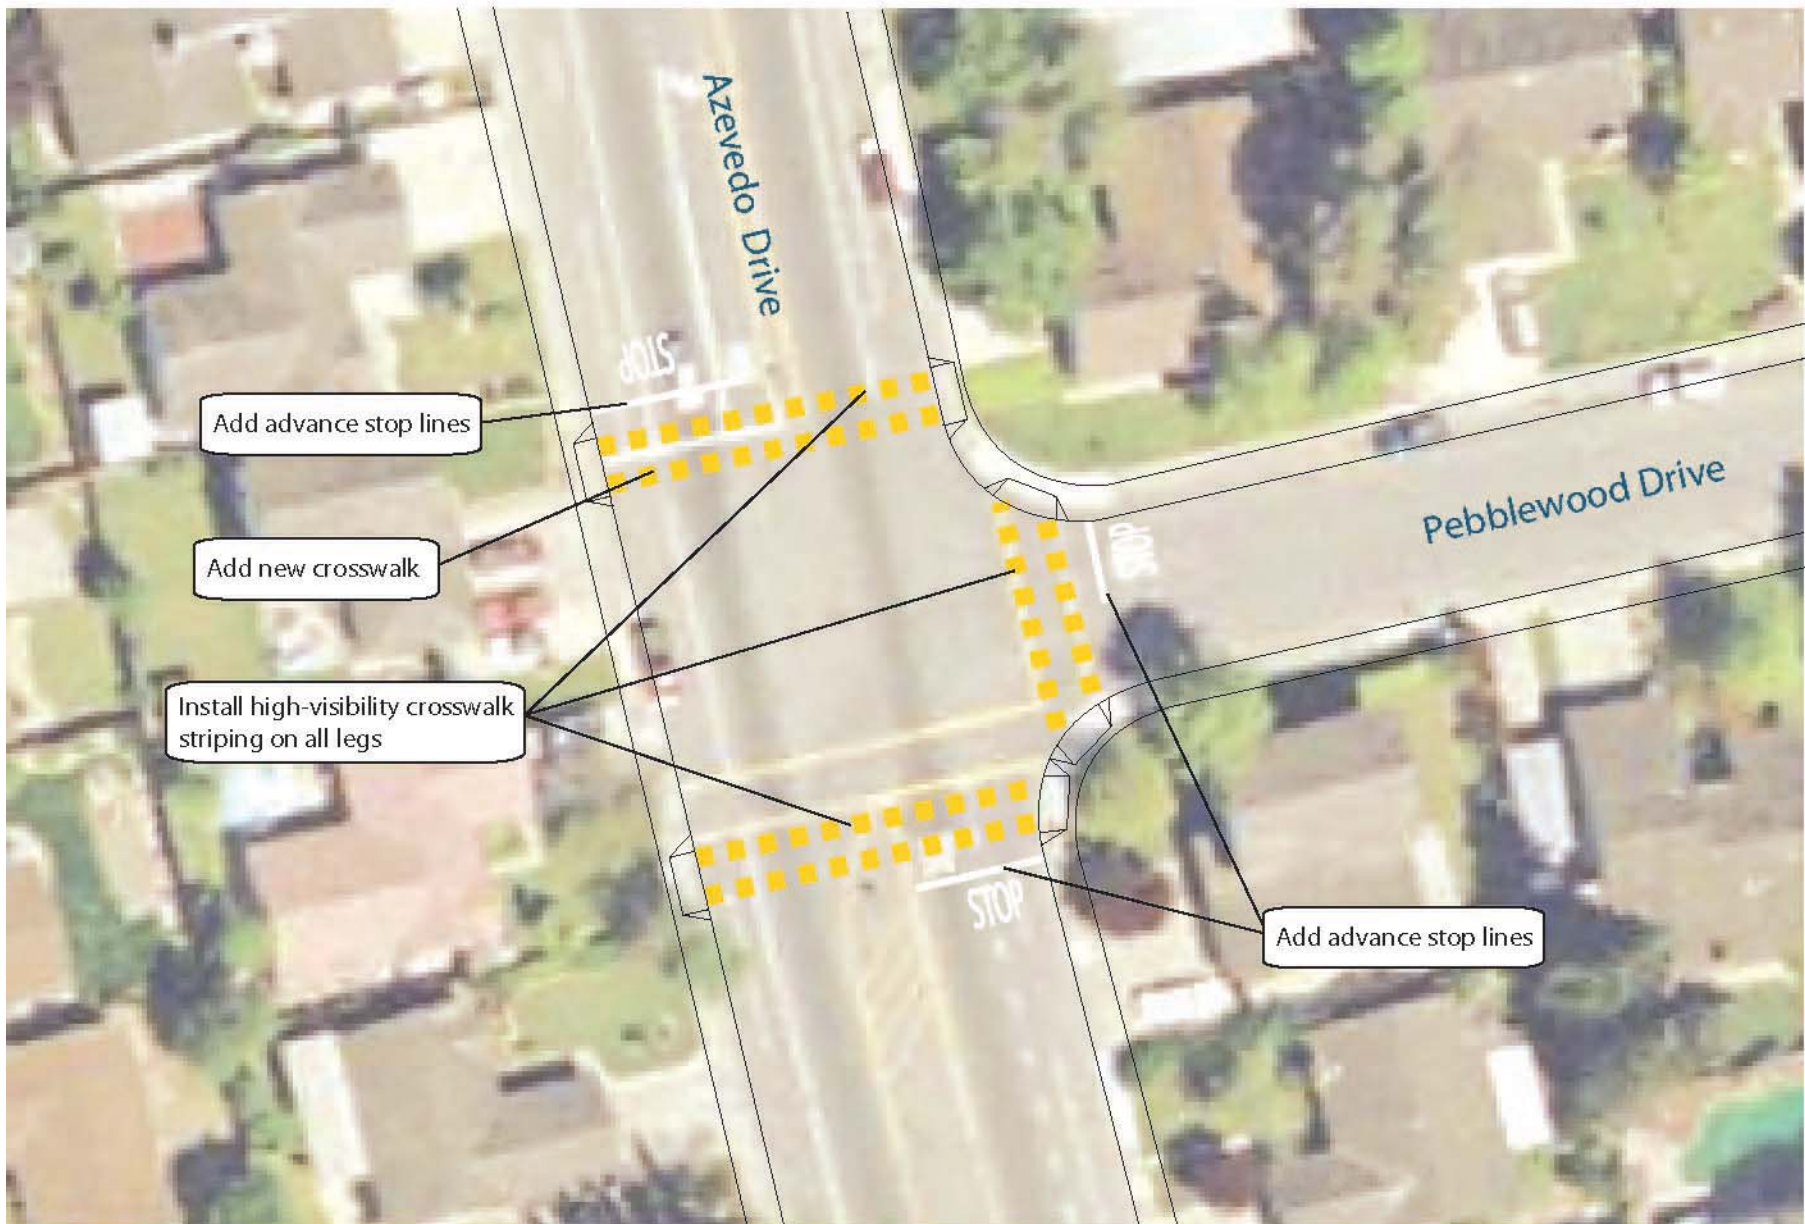 Azevedo Drive
STOP
Add advance stop lines
Pebblewood Drive
STOP
Add new crosswalk
Install high-visibility crosswalk
striping on all legs
STOP
Add advance stop lines